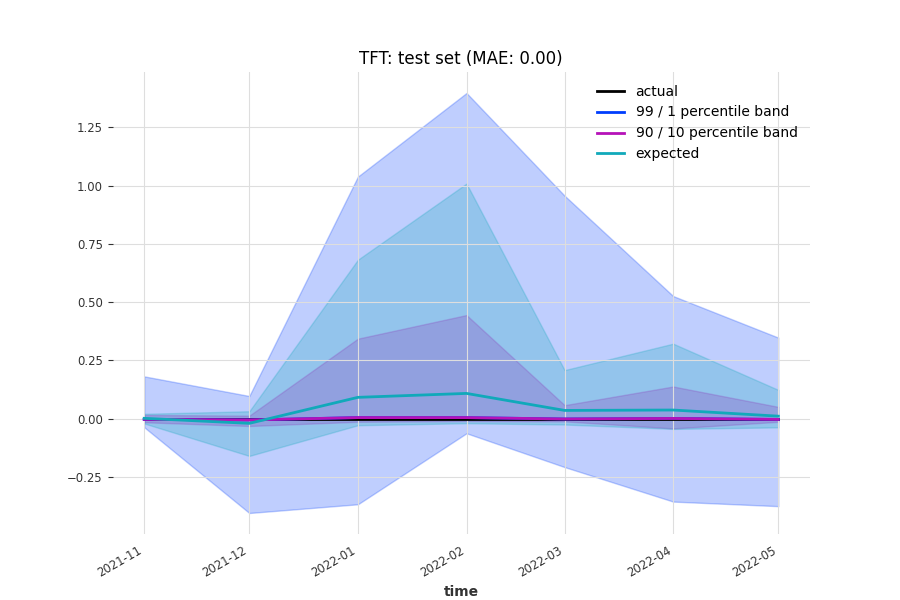 TFT: test set (MAE: 0.00)
actual
99 / 1 percentile band
90 / 10 percentile band
expected
1.25
1.00
0.75
0.50
0.25
0.00
−0.25
2021-11
2021-12
2022-01
2022-02
2022-03
2022-04
2022-05
time